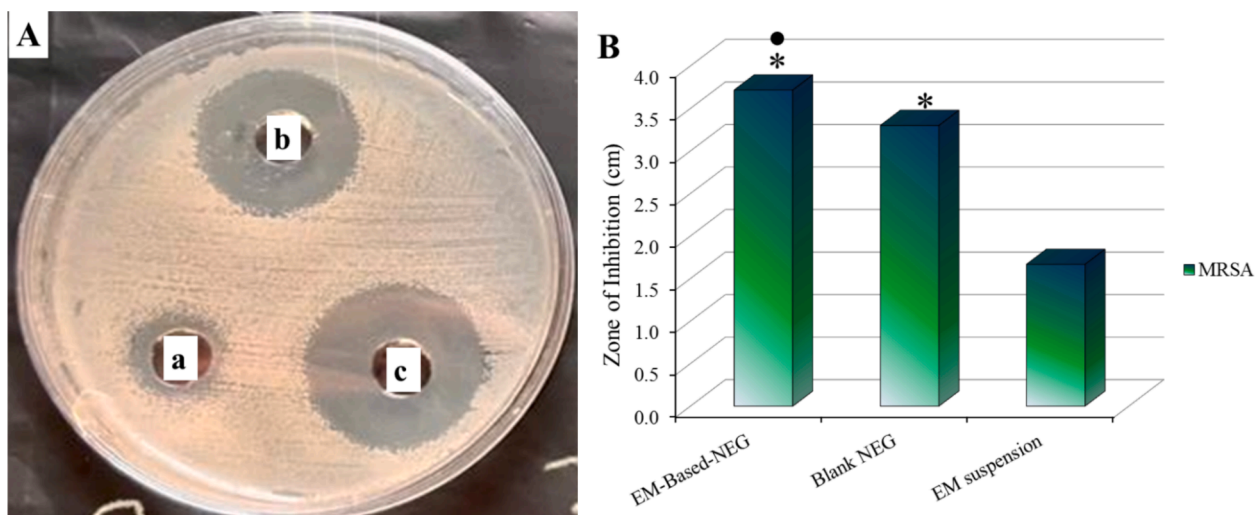 A
b
a
c
B
●
*
*
4.0
3.5
3.0
2.5
2.0
1.5
1.0
0.5
0.0
Zone of Inhibition (cm)
EM-Based-NEG
Blank NEG
EM suspension
MRSA